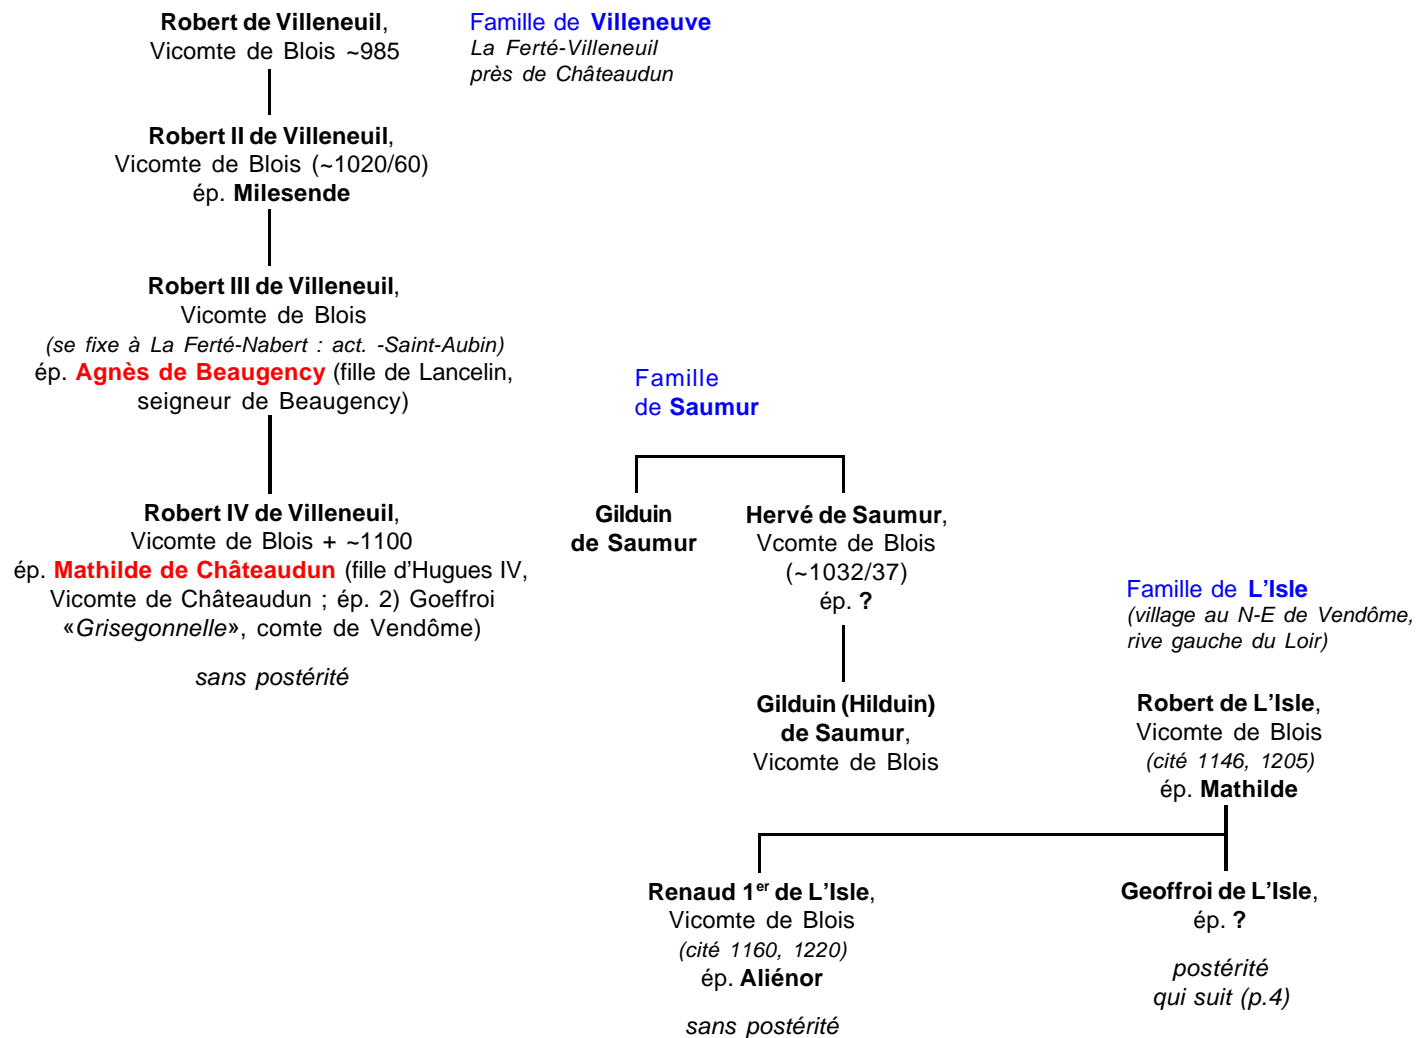 Robert de Villeneuil,
Vicomte de Blois ~985
Famille de Villeneuve
La Ferté-Villeneuil
près de Châteaudun
Robert II de Villeneuil,
Vicomte de Blois (~1020/60)
ép. Milesende
Robert III de Villeneuil,
Vicomte de Blois
(se fixe à La Ferté-Nabert : act. -Saint-Aubin)
ép. Agnès de Beaugency (fille de Lancelin,
seigneur de Beaugency)
Robert IV de Villeneuil,
Vicomte de Blois + ~1100
ép. Mathilde de Châteaudun (fille d'Hugues IV,
Vicomte de Châteaudun ; ép. 2) Goeffroi
«Grisegonnelle», comte de Vendôme)
sans postérité
Famille
de Saumur
Gilduin
de Saumur
Hervé de Saumur,
Vcomte de Blois
(~1032/37)
ép. ?
Gilduin (Hilduin)
de Saumur,
Vicomte de Blois
Famille de L'Isle
(village au N-E de Vendôme,
rive gauche du Loir)
Robert de L'Isle,
Vicomte de Blois
(cité 1146, 1205)
ép. Mathilde
Renaud 1er de L'Isle,
Vicomte de Blois
(cité 1160, 1220)
ép. Aliénor
sans postérité
Geoffroi de L'Isle,
ép. ?
postérité
qui suit (p.4)